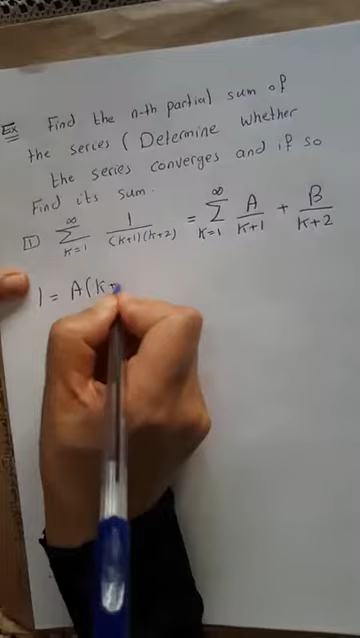 Ex Find the n-th partial sum of
the series (Determine whether
the series converges and if so
Find its sum.
1 ∞ Σ k=1 1/(k+1)(k+2) = ∞ Σ k=1 A/k+1 + B/k+2
1 = A(k+